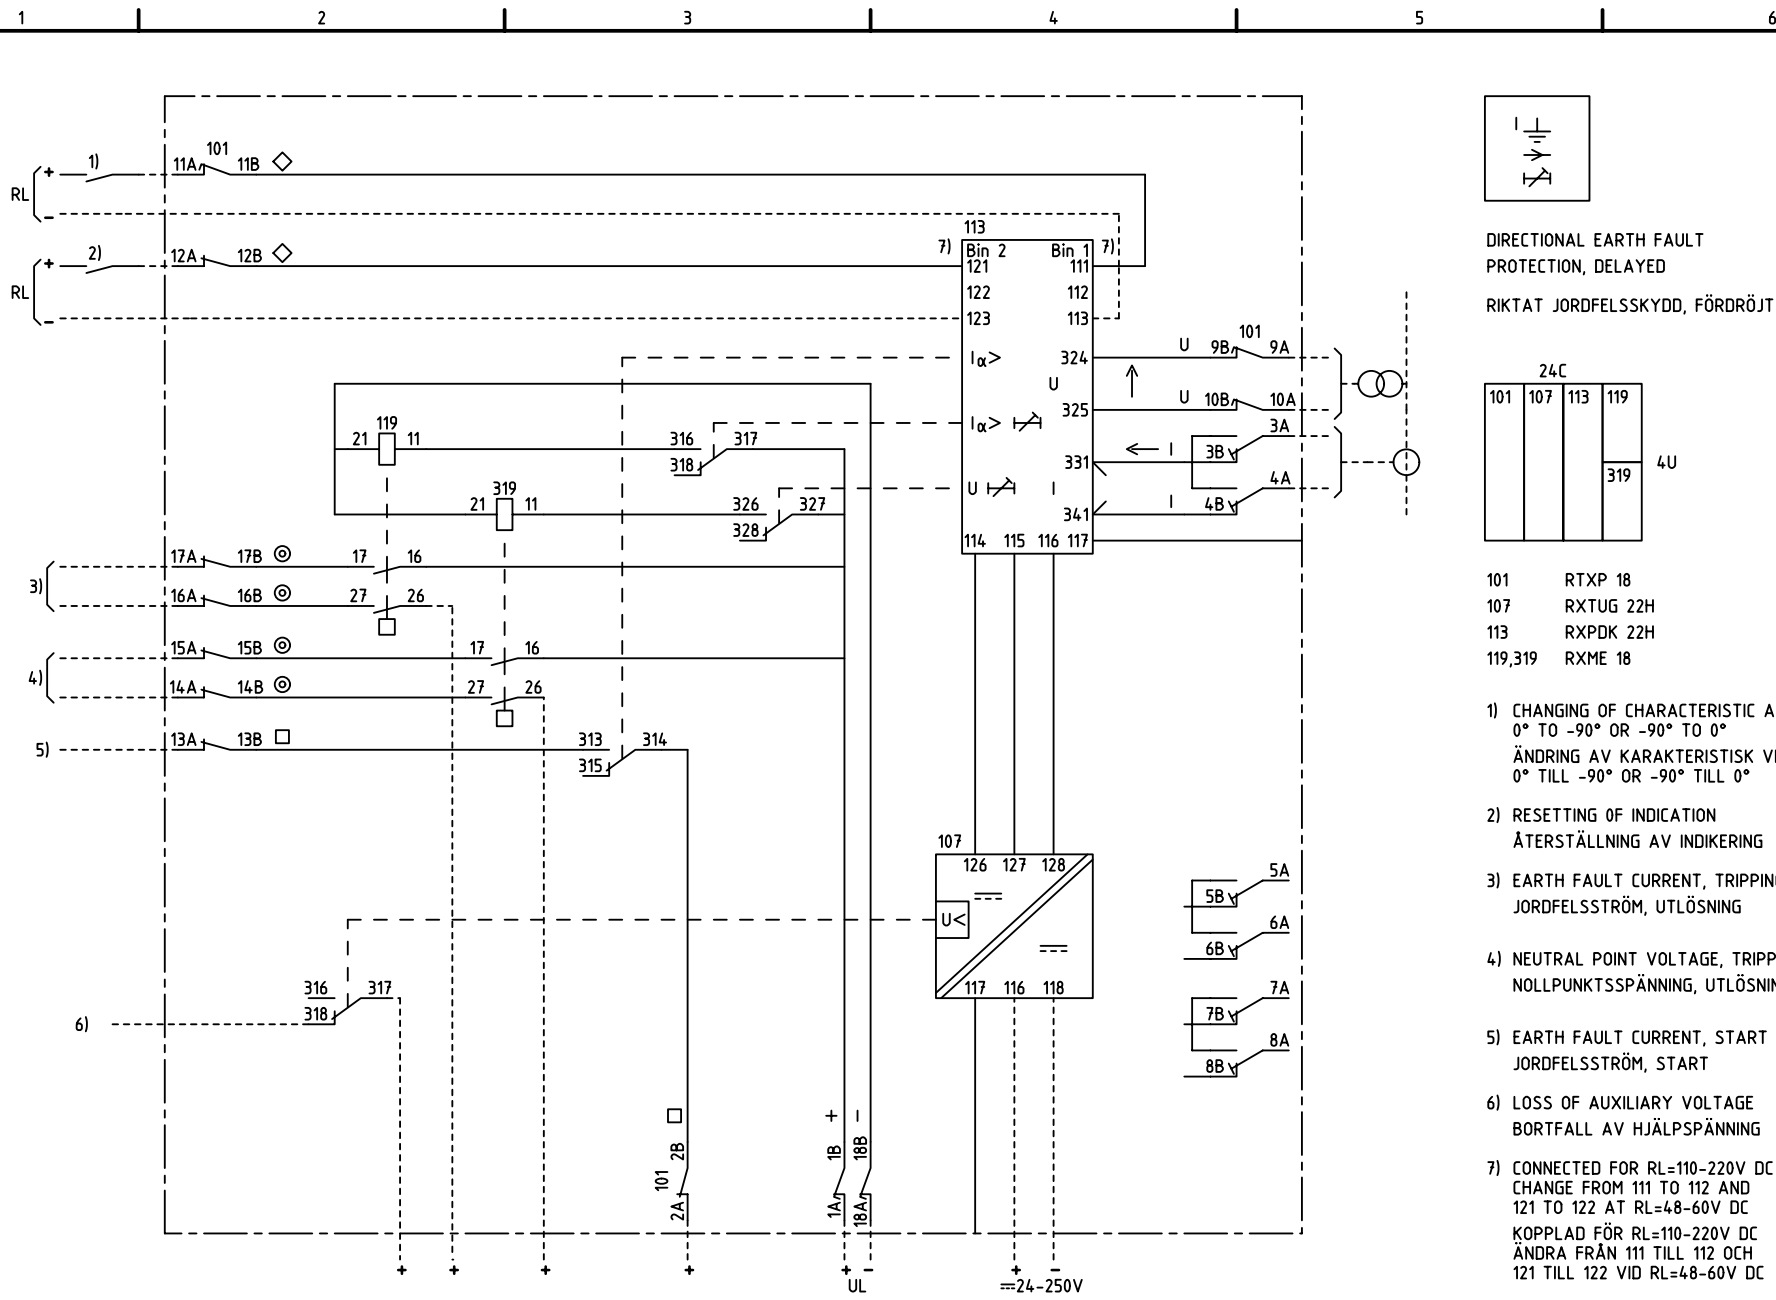 1 2 3 4 5 6
1) 11A 101 11B
+
RL
-
2) 12A 12B
+
RL
-
113
7) Bin 2 Bin 1 7)
121 111
122 112
123 113
Iα> 324 U 9B 101 9A
U
325 U 10B 10A
Iα>
3A
331 I 3B
4A
U I
341 I 4B
114 115 116 117
21 119 11 316 317
318
21 319 11 326 327
328
17A 17B 17 16
3)
16A 16B 27 26
15A 15B 17 16
4)
14A 14B 27 26
5) 13A 13B 313 314
315
107
126 127 128
U<
117 116 118
5A
5B
6A
6B
7A
7B
8A
8B
316 317
6) 318
2B 101 2A
+ -
1B 18B
1A 18A
+ + + + + - + -
UL
24-250V
I
DIRECTIONAL EARTH FAULT
PROTECTION, DELAYED
RIKTAT JORDFELSSKYDD, FÖRDRÖJT
24C
101 107 113 119
319
4U
101 RTXP 18
107 RXTUG 22H
113 RXPDK 22H
119,319 RXME 18
1) CHANGING OF CHARACTERISTIC
0° TO -90° OR -90° TO 0°
ÄNDRING AV KARAKTERISTISK
0° TILL -90° OR -90° TILL 0°
2) RESETTING OF INDICATION
ÅTERSTÄLLNING AV INDIKERING
3) EARTH FAULT CURRENT, TRIPPIN
JORDFELSSTRÖM, UTLÖSNING
4) NEUTRAL POINT VOLTAGE, TRIPP
NOLLPUNKTSSPÄNNING, UTLÖSNIN
5) EARTH FAULT CURRENT, START
JORDFELSSTRÖM, START
6) LOSS OF AUXILIARY VOLTAGE
BORTFALL AV HJÄLPSPÄNNING
7) CONNECTED FOR RL=110-220V DC
CHANGE FROM 111 TO 112 AND
121 TO 122 AT RL=48-60V DC
KOPPLAD FÖR RL=110-220V DC
ÄNDRA FRÅN 111 TILL 112 OCH
121 TILL 122 VID RL=48-60V DC